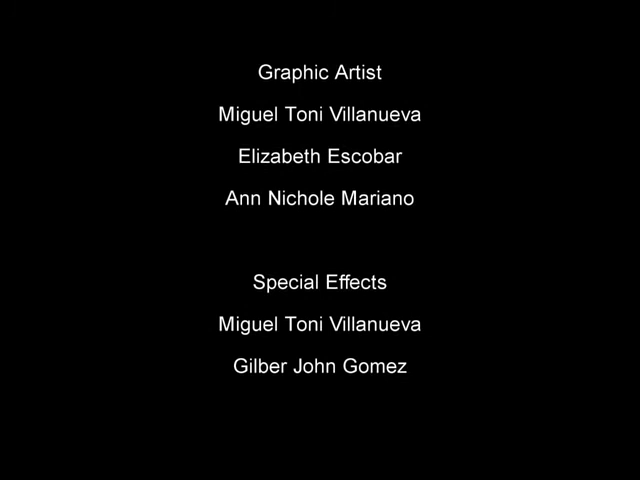 Graphic Artist
Miguel Toni Villanueva
Elizabeth Escobar
Ann Nichole Mariano
Special Effects
Miguel Toni Villanueva
Gilber John Gomez